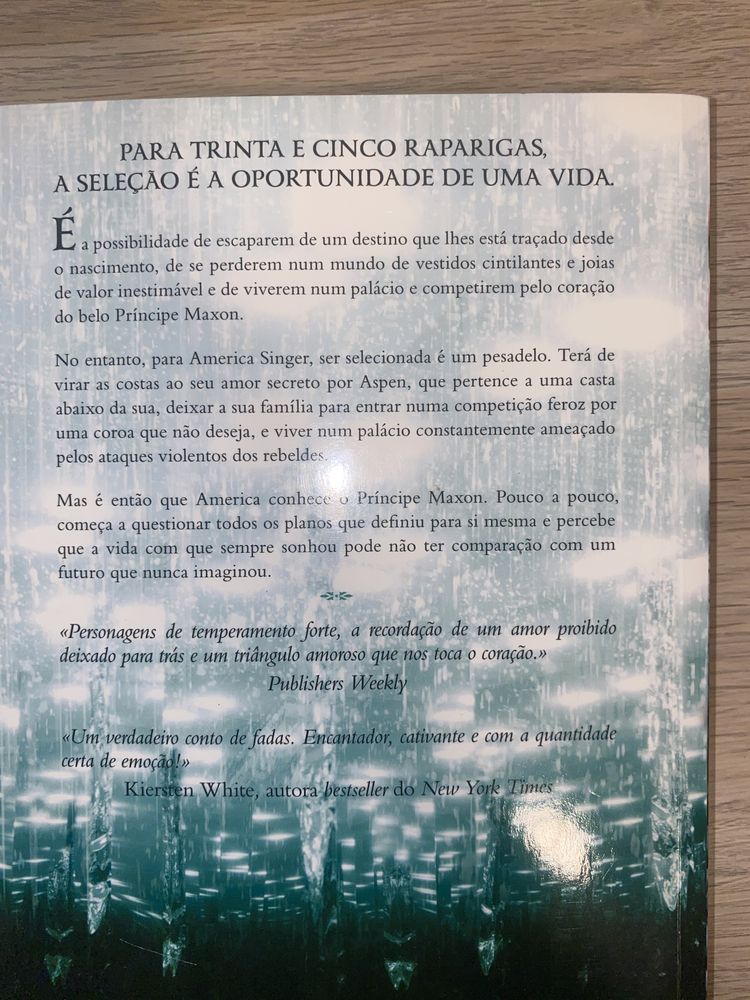 PARA TRINTA E CINCO RAPARIGAS,
A SELEÇÃO É A OPORTUNIDADE DE UMA VIDA.
É a possibilidade de escaparem de um destino que lhes está traçado desde
o nascimento, de se perderem num mundo de vestidos cintilantes e joias
de valor inestimável e de viverem num palácio e competirem pelo coração
do belo Príncipe Maxon.
No entanto, para America Singer, ser selecionada é um pesadelo. Terá de
virar as costas ao seu amor secreto por Aspen, que pertence a uma casta
abaixo da sua, deixar a sua família para entrar numa competição feroz por
uma coroa que não deseja, e viver num palácio constantemente ameaçado
pelos ataques violentos dos rebeldes.
Mas é então que America conhece o Príncipe Maxon. Pouco a pouco,
começa a questionar todos os planos que definiu para si mesma e percebe
que a vida com que sempre sonhou pode não ter comparação com um
futuro que nunca imaginou.
«Personagens de temperamento forte, a recordação de um amor proibido
deixado para trás e um triângulo amoroso que nos toca o coração.»
Publishers Weekly
«Um verdadeiro conto de fadas. Encantador, cativante e com a quantidade
certa de emoção!»
Kiersten White, autora bestseller do New York Times